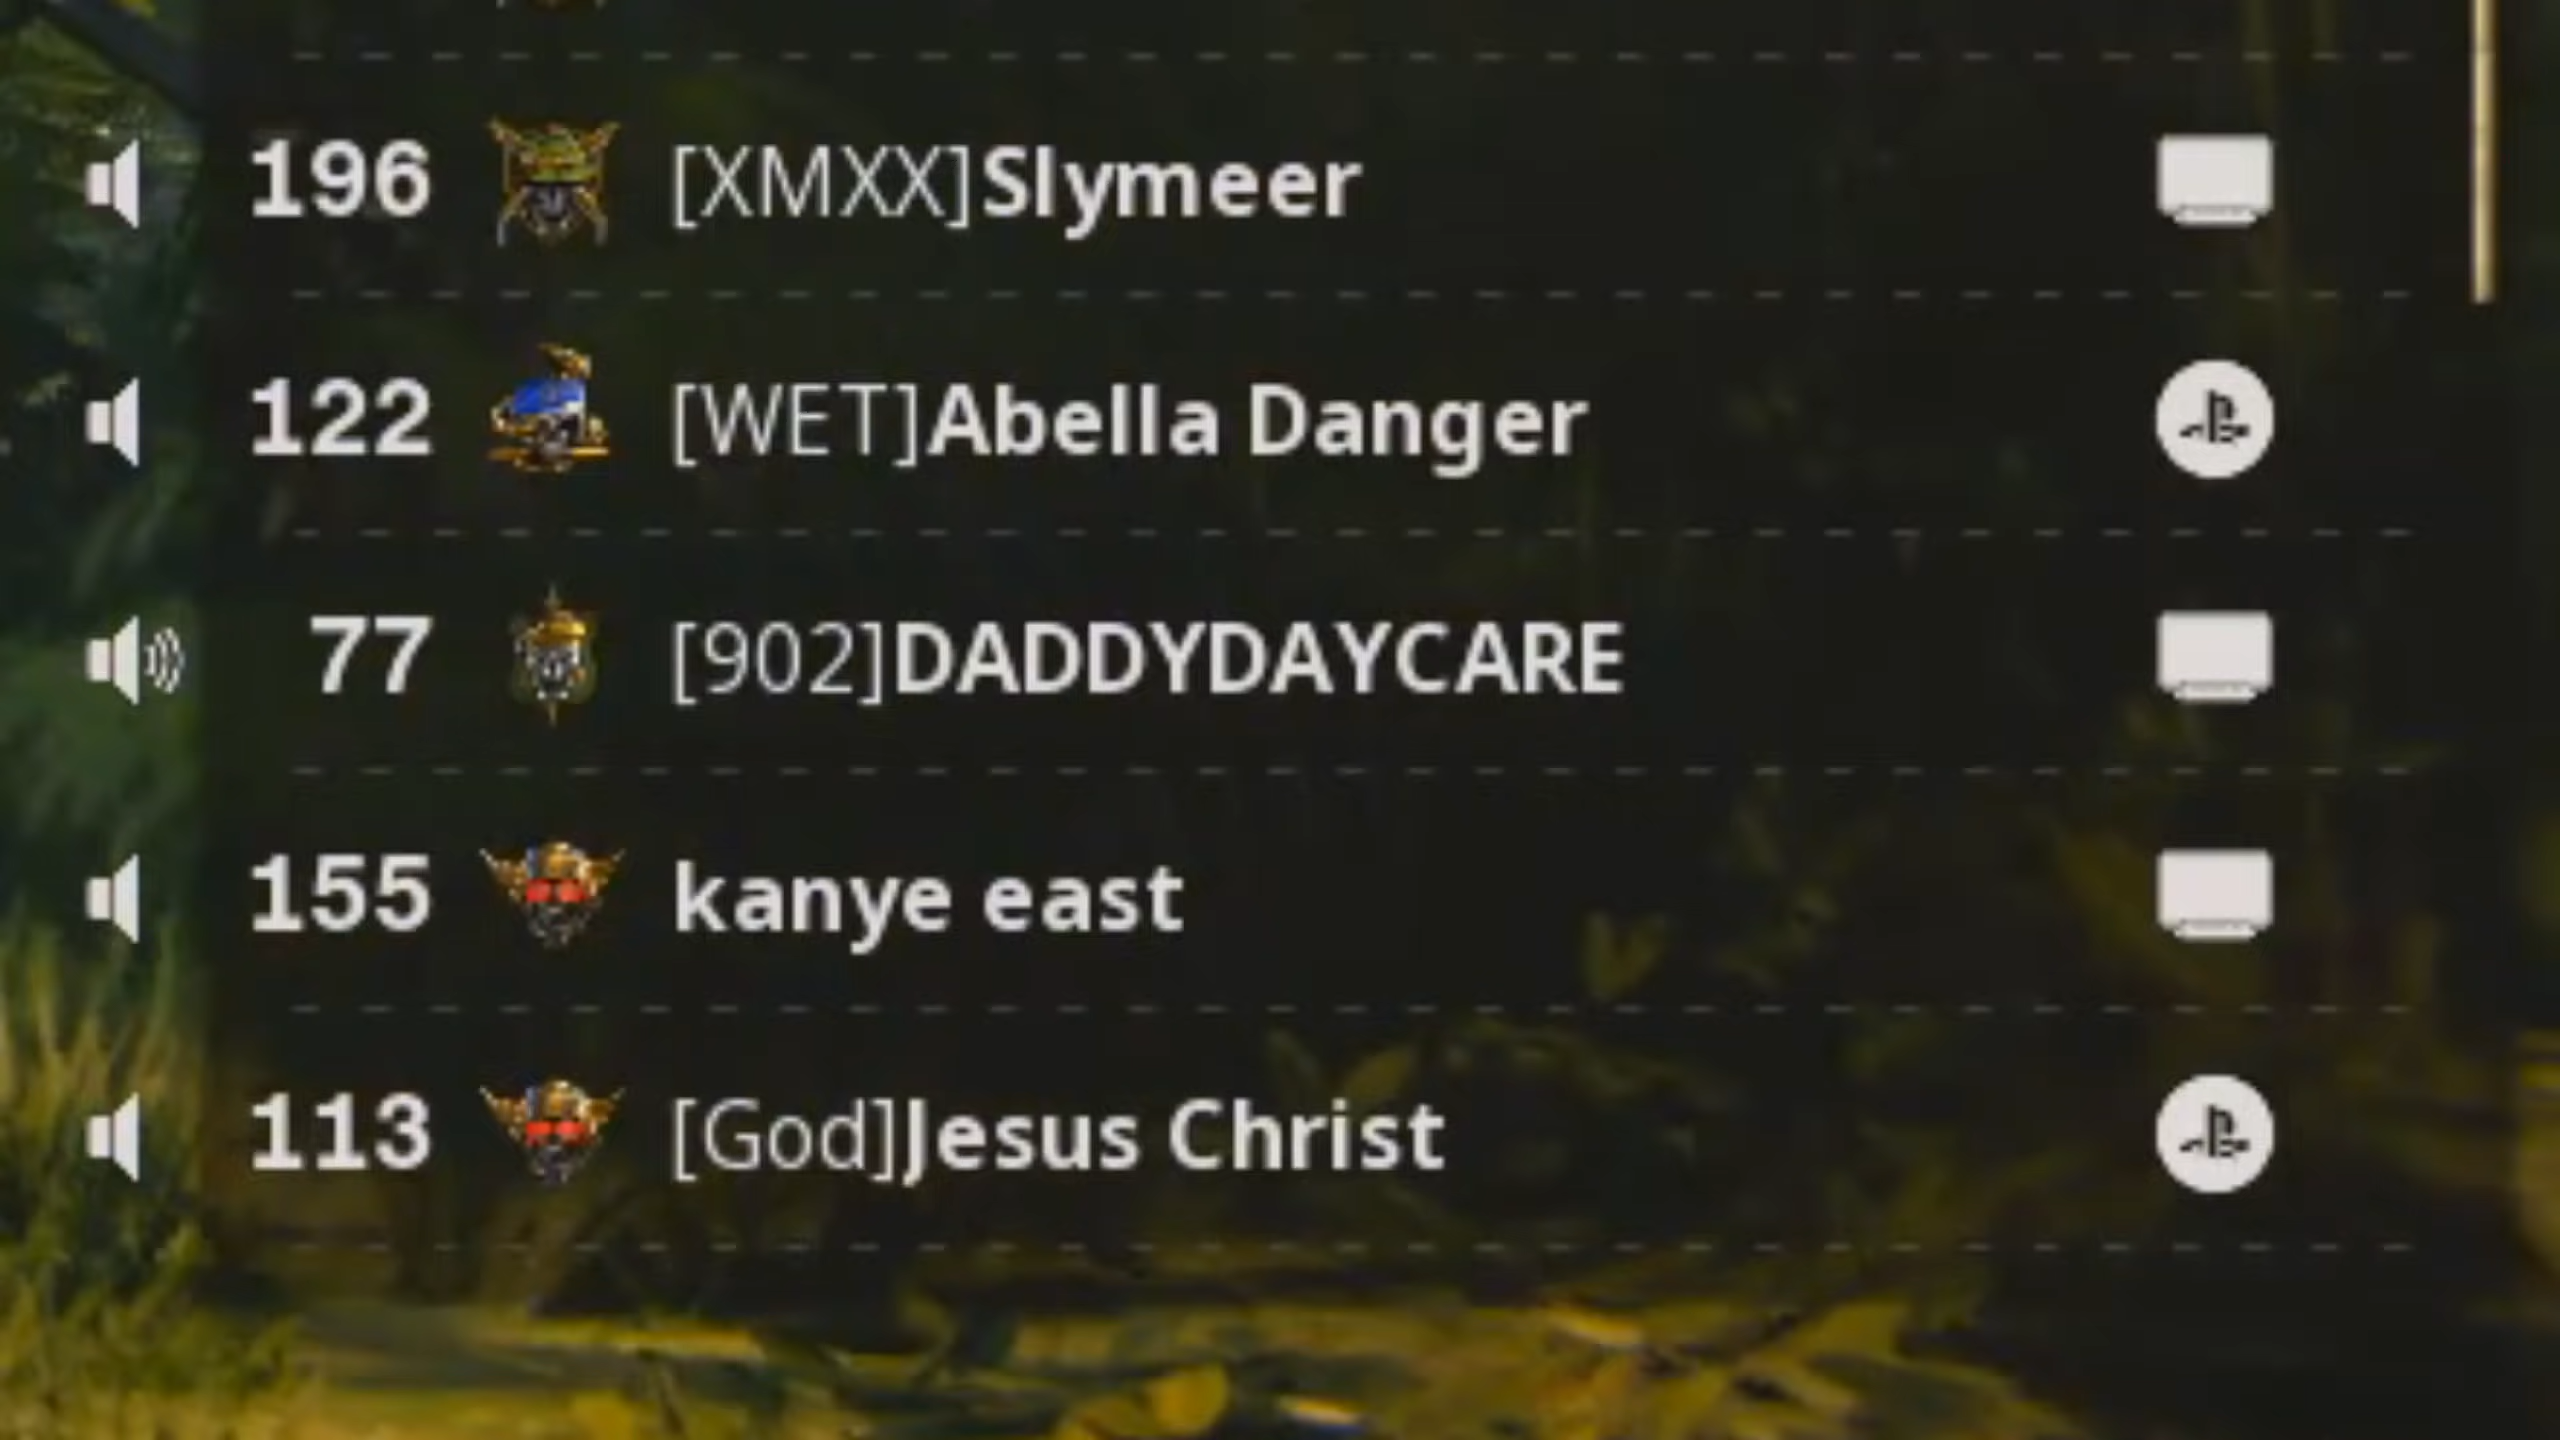 196 [XMXX]Slymeer
122 [WET]Abella Danger
77 [902]DADDYDAYCARE
155 kanye east
113 [God]Jesus Christ